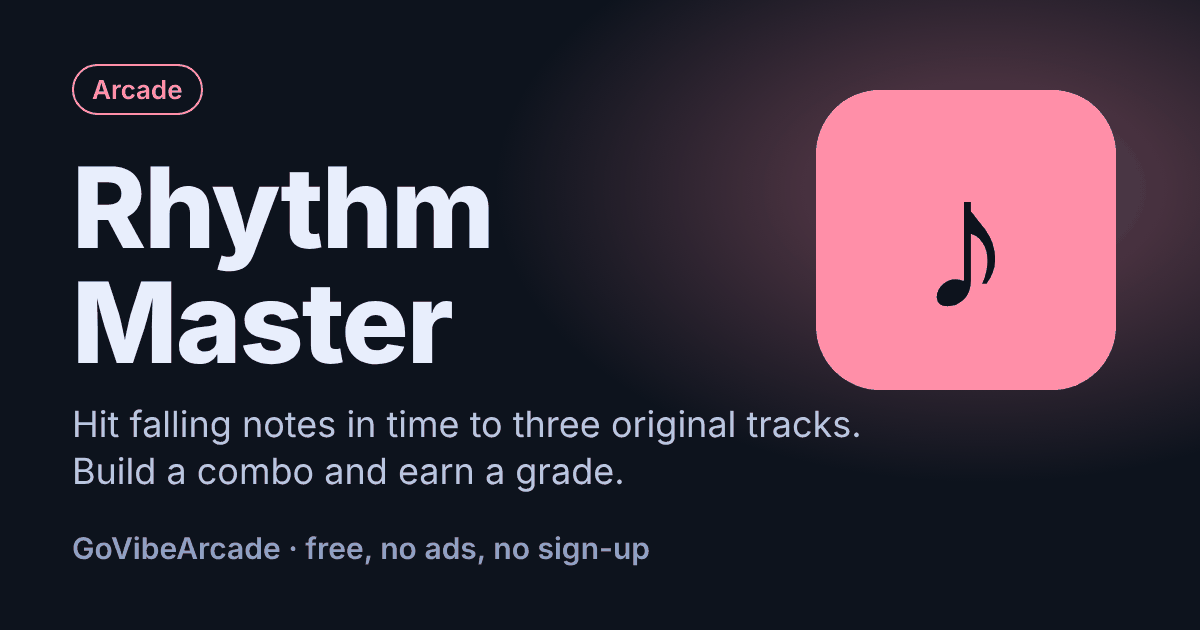 Arcade
Rhythm
Master
Hit falling notes in time to three original tracks.
Build a combo and earn a grade.
GoVibeArcade · free, no ads, no sign-up